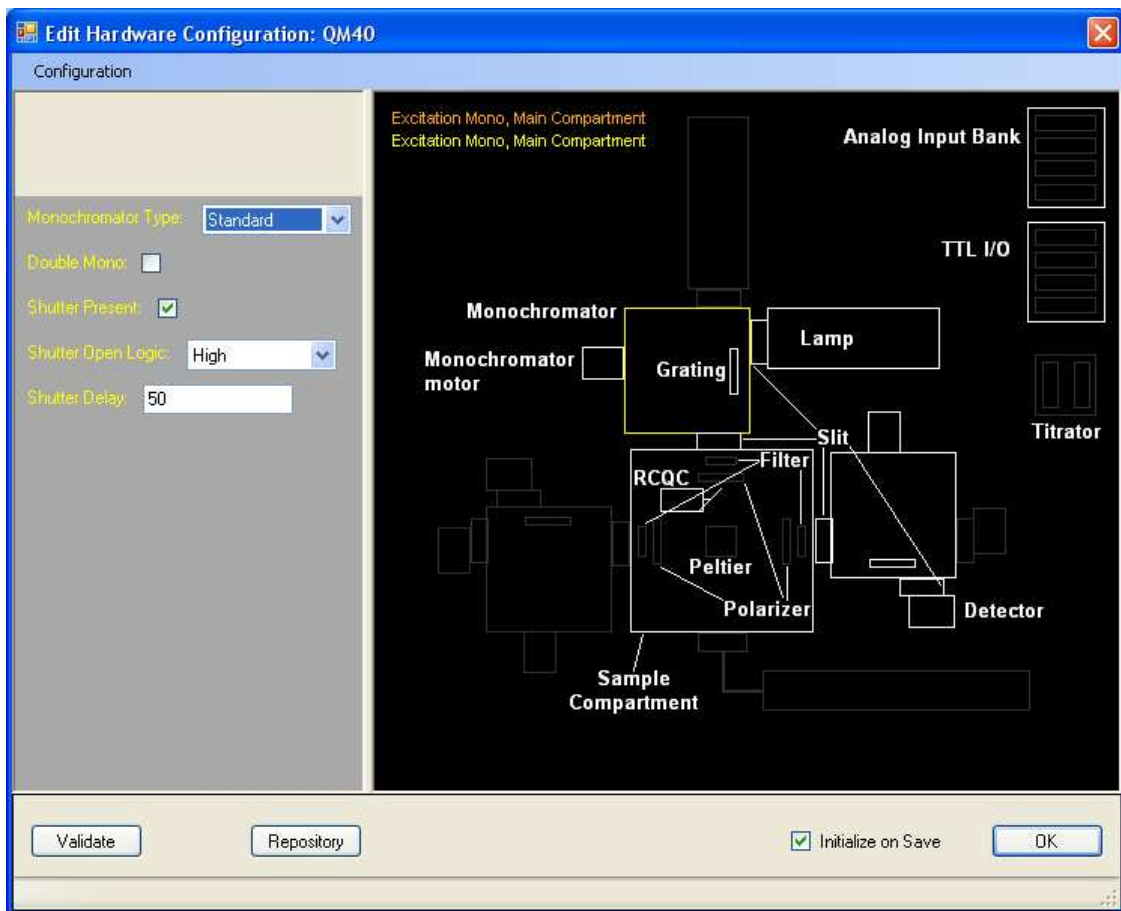 Edit Hardware Configuration: QM40
Configuration
Excitation Mono, Main Compartment
Excitation Mono, Main Compartment
Monochromator Type: Standard
Double Mono:
Shutter Present:
Shutter Open Logic: High
Shutter Delay: 50
Analog Input Bank
TTL I/O
Monochromator
Lamp
Monochromator
motor
Grating
Titrator
Slit
Filter
RCQC
Peltier
Polarizer
Detector
Sample
Compartment
Validate
Repository
Initialize on Save
OK